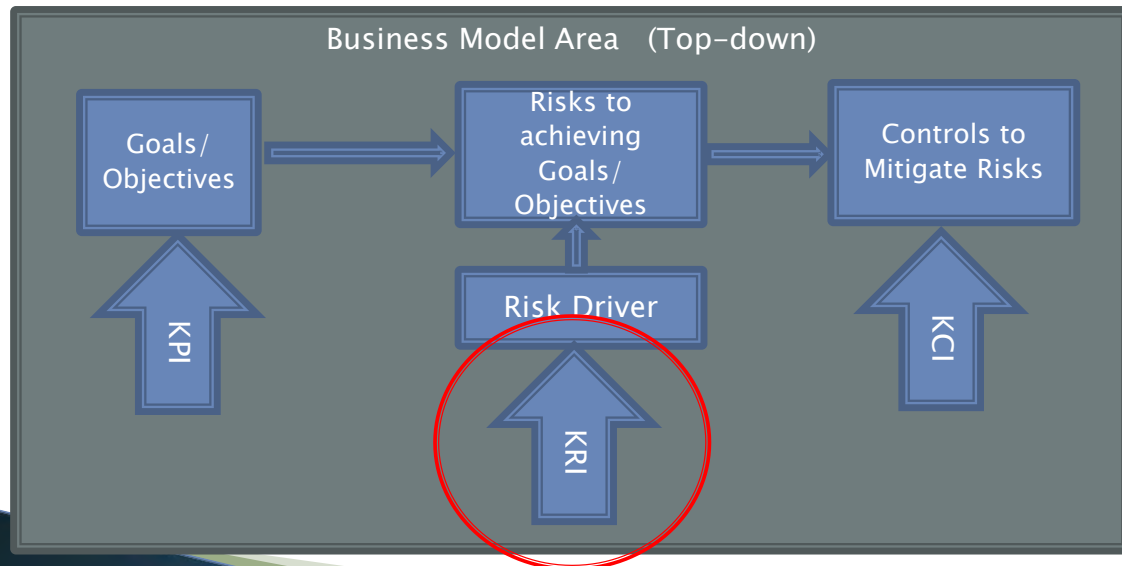 Business Model Area (Top-down)
Goals/
Objectives
Risks to
achieving
Goals/
Objectives
Controls to
Mitigate Risks
Risk Driver
KPI
KRI
KCI